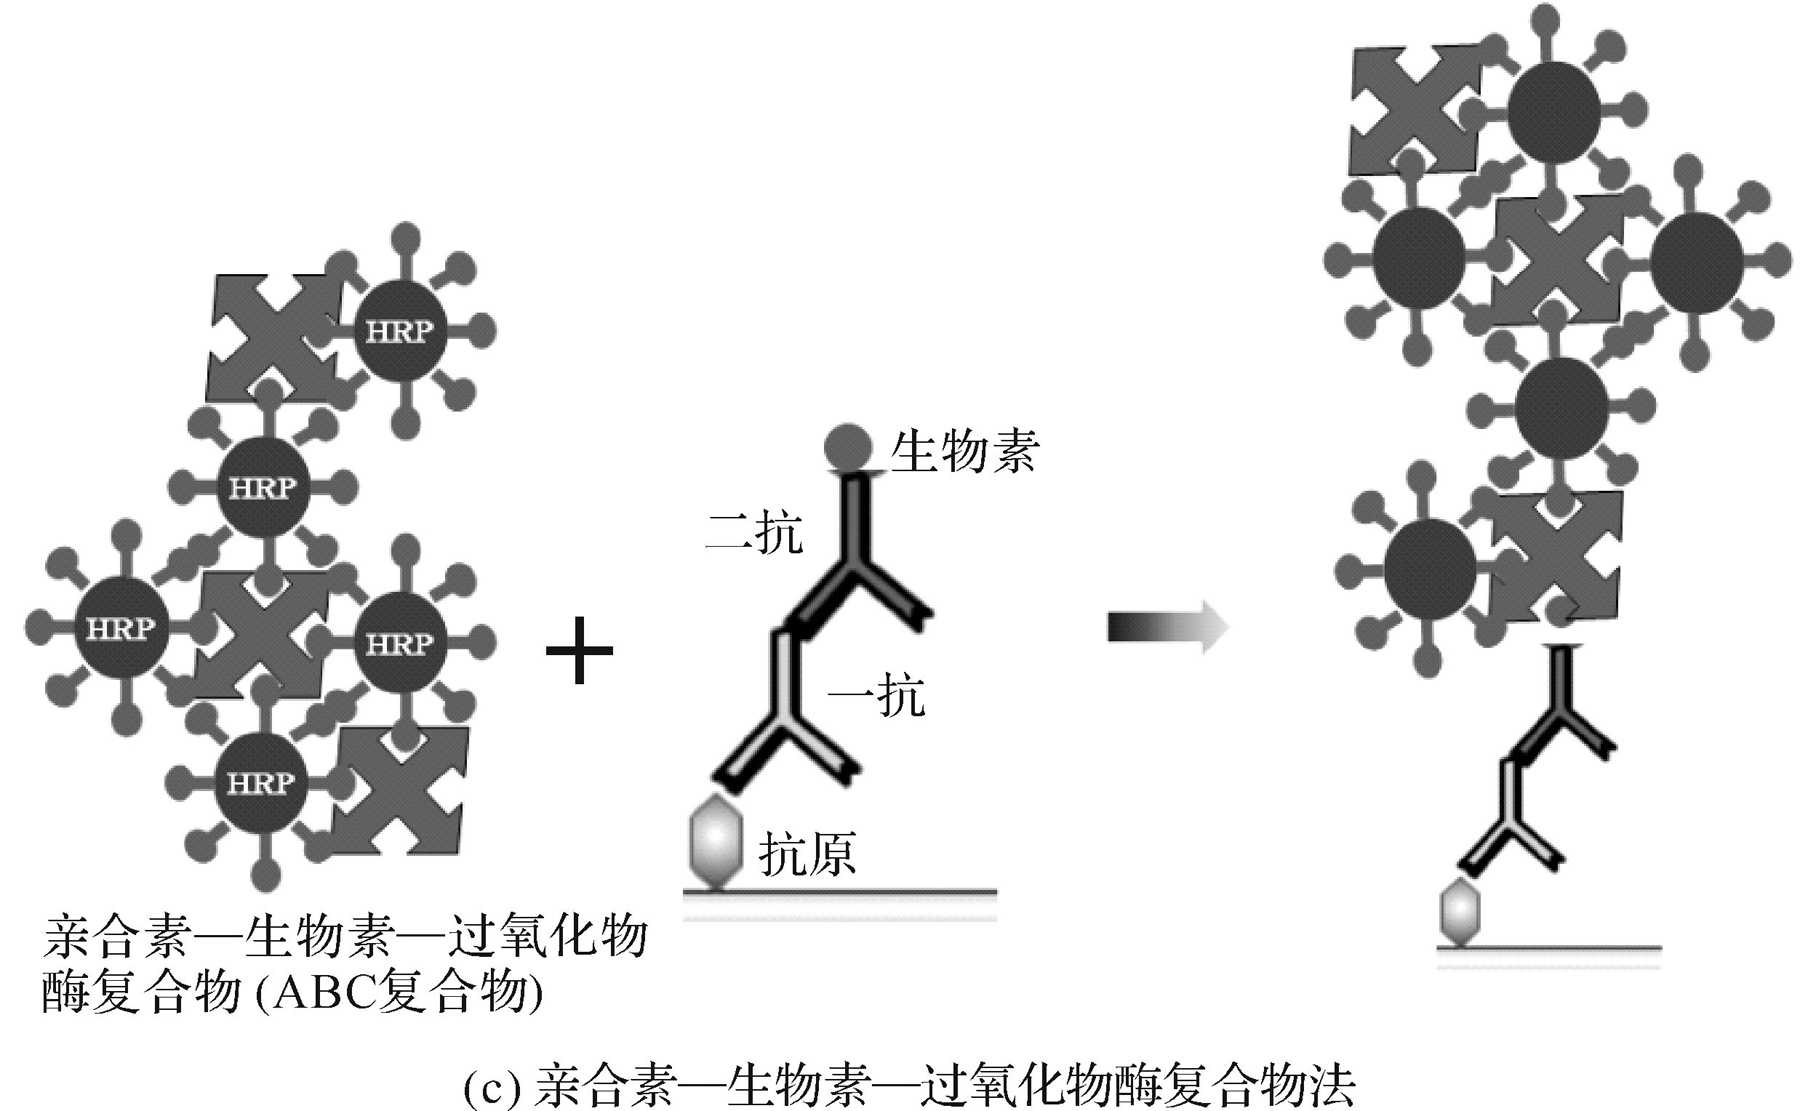 HRP
HRP
HRP
HRP
HRP
生物素
二抗
一抗
抗原
亲合素—生物素—过氧化物
酶复合物 (ABC复合物)
(c) 亲合素—生物素—过氧化物酶复合物法